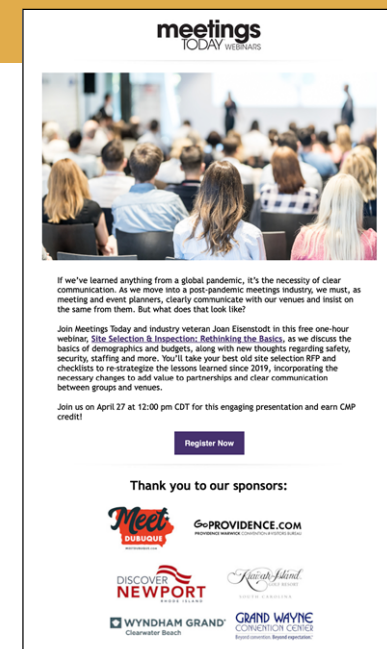 meetings
TODAY WEBINARS
If we've learned anything from a global pandemic, it's the necessity of clear
communication. As we move into a post-pandemic meetings industry, we must, as
meeting and event planners, clearly communicate with our venues and insist on
the same from them. But what does that look like?
Join Meetings Today and industry veteran Joan Eisenstodt in this free one-hour
webinar, Site Selection & Inspection: Rethinking the Basics, as we discuss the
basics of demographics and budgets, along with new thoughts regarding safety,
security, staffing and more. You'll take your best old site selection RFP and
checklists to re-strategize the lessons learned since 2019, incorporating the
necessary changes to add value to partnerships and clear communication
between groups and venues.
Join us on April 27 at 12:00 pm CDT for this engaging presentation and earn CMP
credit!
Register Now
Thank you to our sponsors:
Meet
DUBUQUE
GoPROVIDENCE.COM
PROVIDENCE WARWICK CONVENTION & VISITORS BUREAU
DISCOVER
NEWPORT
RHODE ISLAND
Kiawah Island
GOLF RESORT
SOUTH CAROLINA
WYNDHAM GRAND
Clearwater Beach
GRAND WAYNE
CONVENTION CENTER
Beyond convention. Beyond expectation.